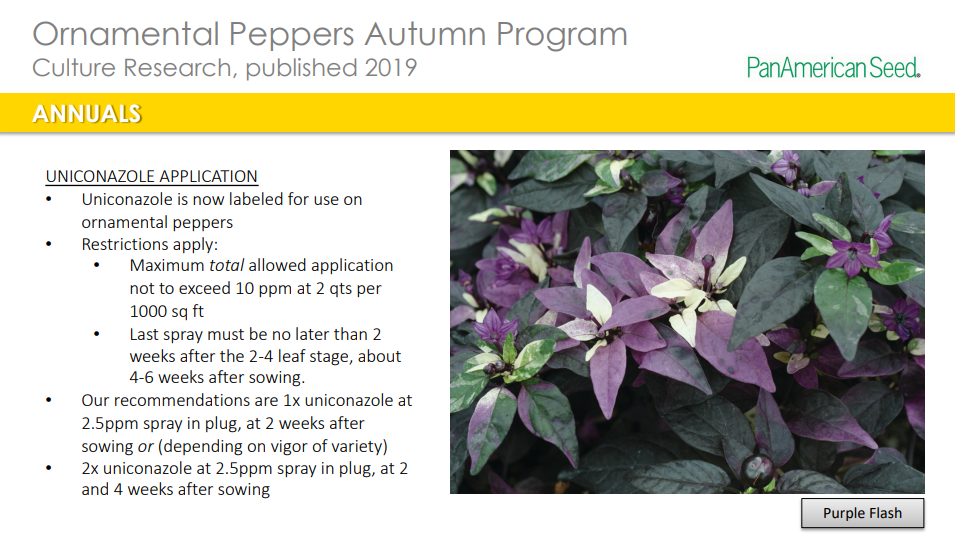 Ornamental Peppers Autumn Program
Culture Research, published 2019
PanAmerican Seed®
ANNUALS
UNICONAZOLE APPLICATION
• Uniconazole is now labeled for use on
ornamental peppers
• Restrictions apply:
• Maximum total allowed application
not to exceed 10 ppm at 2 qts per
1000 sq ft
• Last spray must be no later than 2
weeks after the 2-4 leaf stage, about
4-6 weeks after sowing.
• Our recommendations are 1x uniconazole at
2.5ppm spray in plug, at 2 weeks after
sowing or (depending on vigor of variety)
• 2x uniconazole at 2.5ppm spray in plug, at 2
and 4 weeks after sowing
Purple Flash